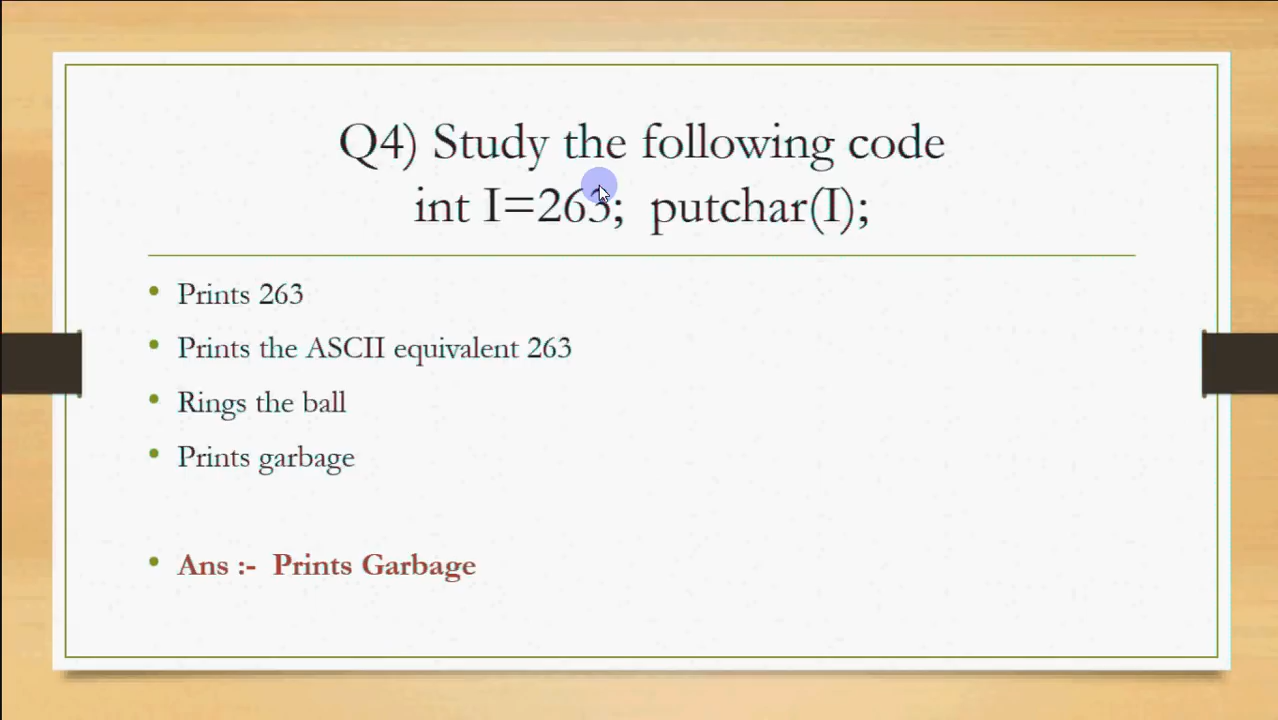 Q4) Study the following code
int I=263; putchar(I);
Prints 263
Prints the ASCII equivalent 263
Rings the ball
Prints garbage
Ans :- Prints Garbage